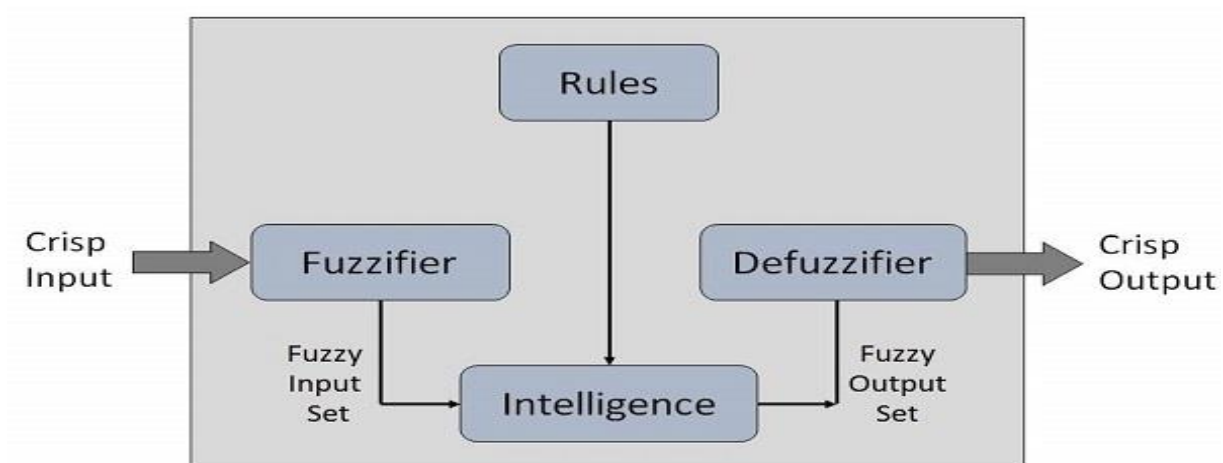 Rules
Crisp
Input
Fuzzifier
Defuzzifier
Crisp
Output
Fuzzy
Input
Set
Intelligence
Fuzzy
Output
Set